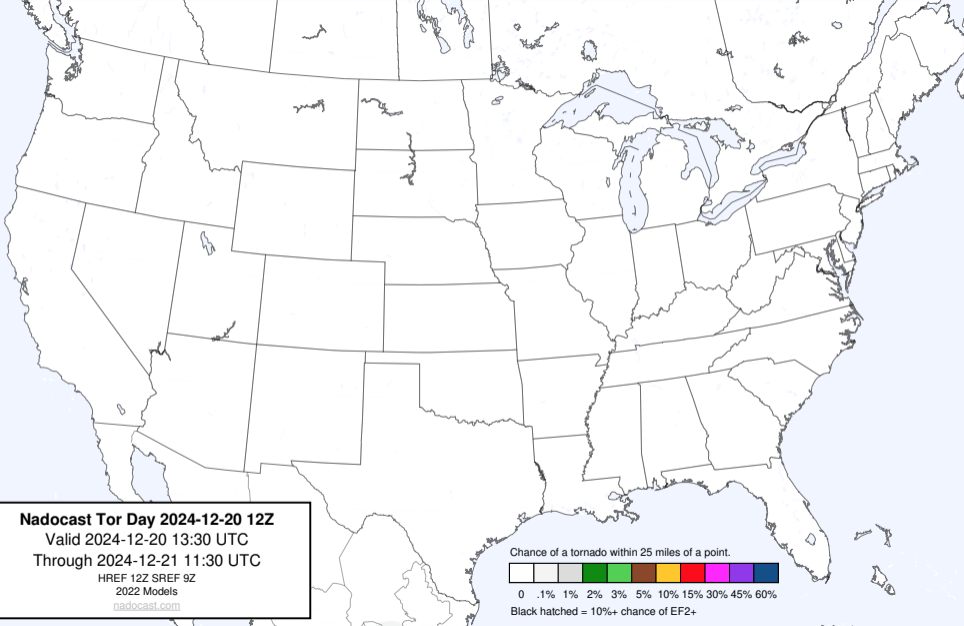 Nadocast Tor Day 2024-12-20 12Z
Valid 2024-12-20 13:30 UTC
Through 2024-12-21 11:30 UTC
HREF 12Z SREF 9Z
2022 Models
nadocast.com
Chance of a tornado within 25 miles of a point.
0 .1% 1% 2% 3% 5% 10% 15% 30% 45% 60%
Black hatched = 10%+ chance of EF2+